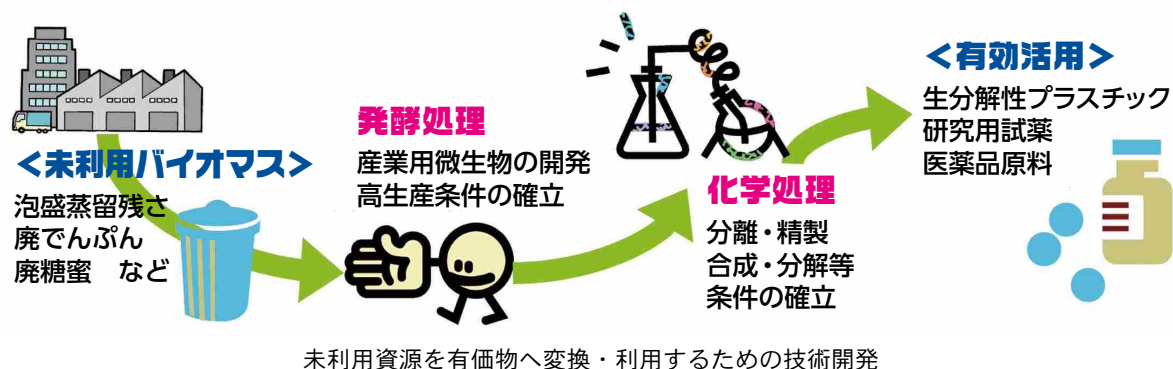 <未利用バイオマス>
泡盛蒸留残さ
廃でんぷん
廃糖蜜　など
発酵処理
産業用微生物の開発
高生産条件の確立
化学処理
分離・精製
合成・分解等
条件の確立
<有効活用>
生分解性プラスチック
研究用試薬
医薬品原料
未利用資源を有価物へ変換・利用するための技術開発